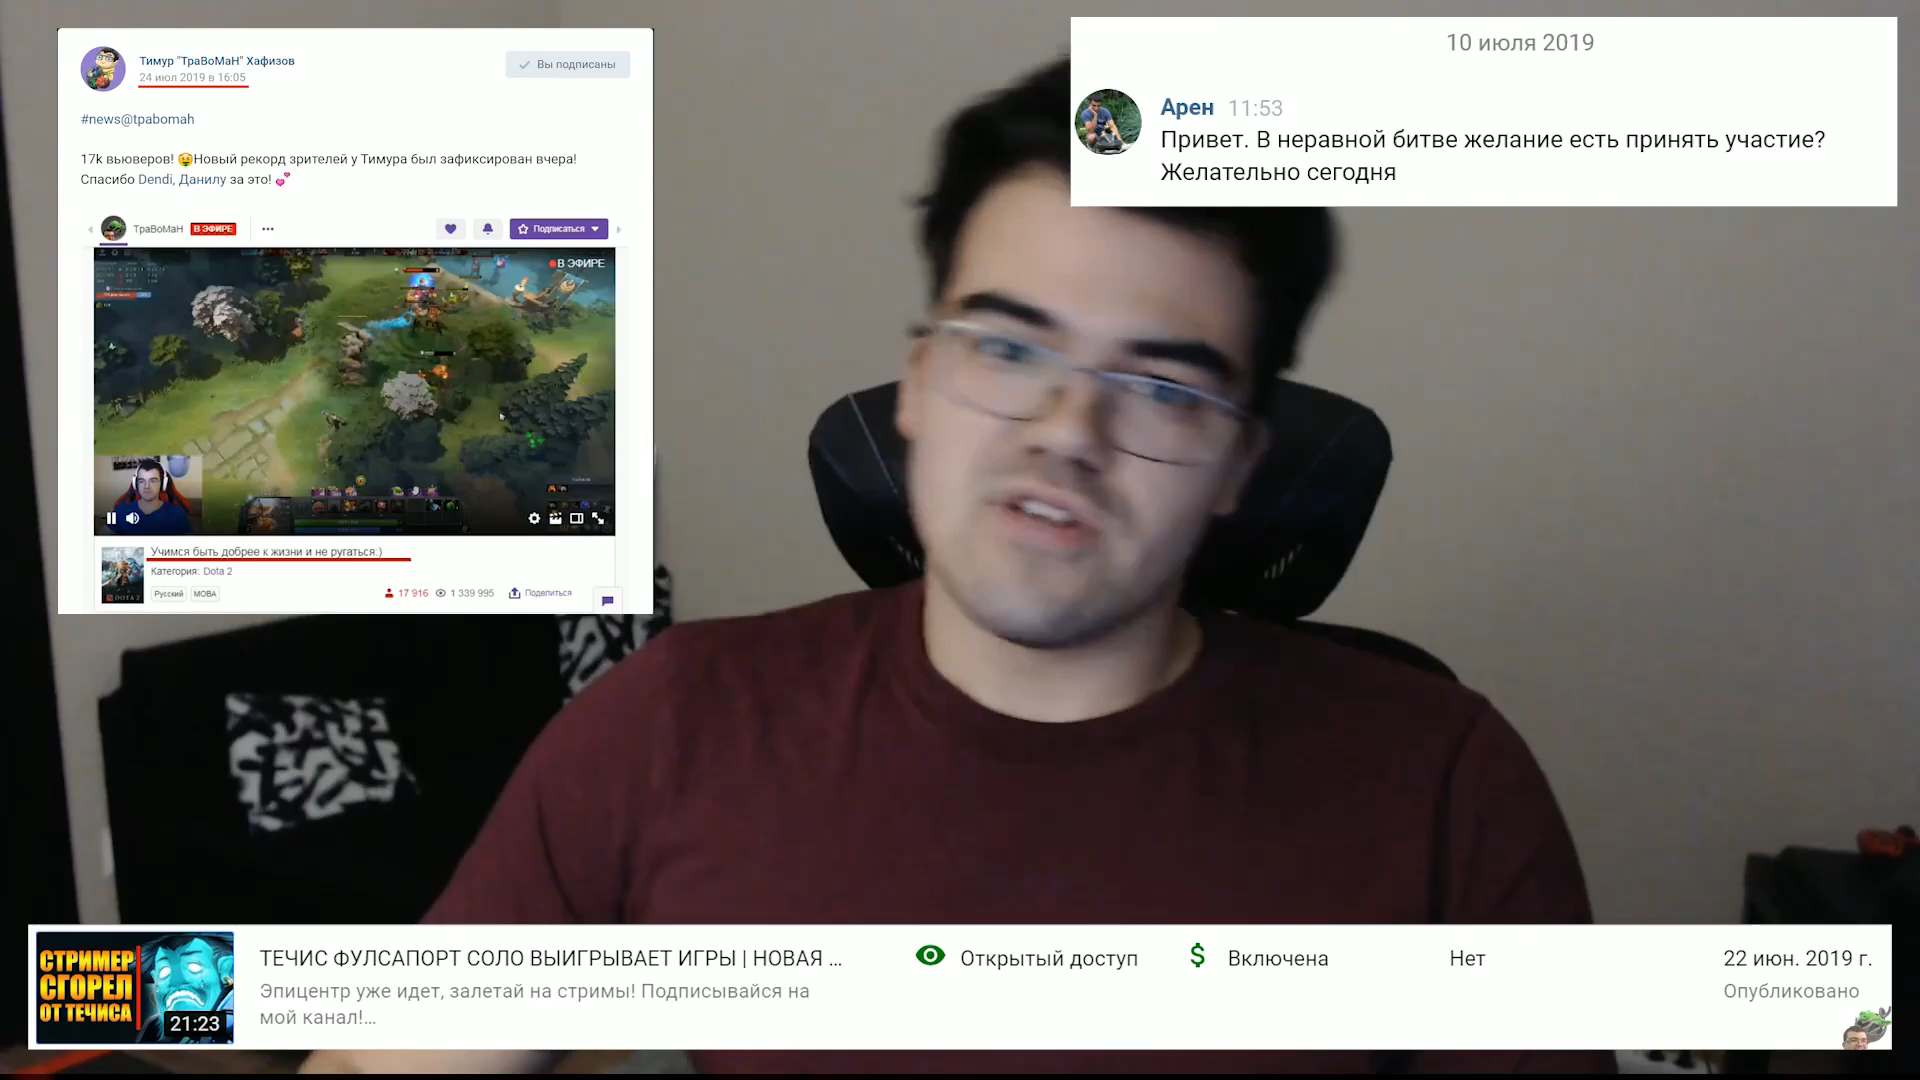 Тимур "ТраВоМаН" Хафизов
24 июл 2019 в 16:05
Вы подписаны
#news@tpabomah
17k вьюверов! Новый рекорд зрителей у Тимура был зафиксирован вчера!
Спасибо Dendi, Данилу за это!
ТраВоМаН В ЭФИРЕ
Подписаться
В ЭФИРЕ
Учимся быть добрее к жизни и не ругаться:)
Категория: Dota 2
Русский MOBA
17 916 1 339 995 Поделиться
DOTA 2
10 июля 2019
Арен 11:53
Привет. В неравной битве желание есть принять участие?
Желательно сегодня
СТРИМЕР
СГОРЕЛ
ОТ ТЕЧИСА
21:23
ТЕЧИС ФУЛСАПОРТ СОЛО ВЫИГРЫВАЕТ ИГРЫ | НОВАЯ ...
Эпицентр уже идет, залетай на стримы! Подписывайся на
мой канал!...
Открытый доступ
Включена
Нет
22 июн. 2019 г.
Опубликовано